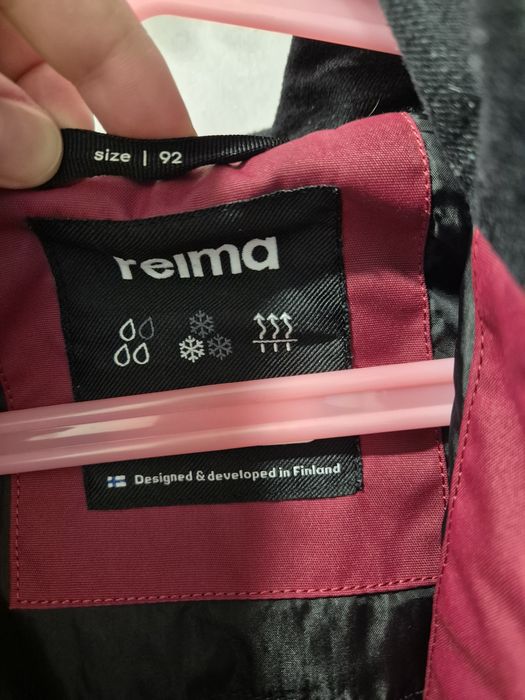 size | 92
reima
Designed & developed in Finland